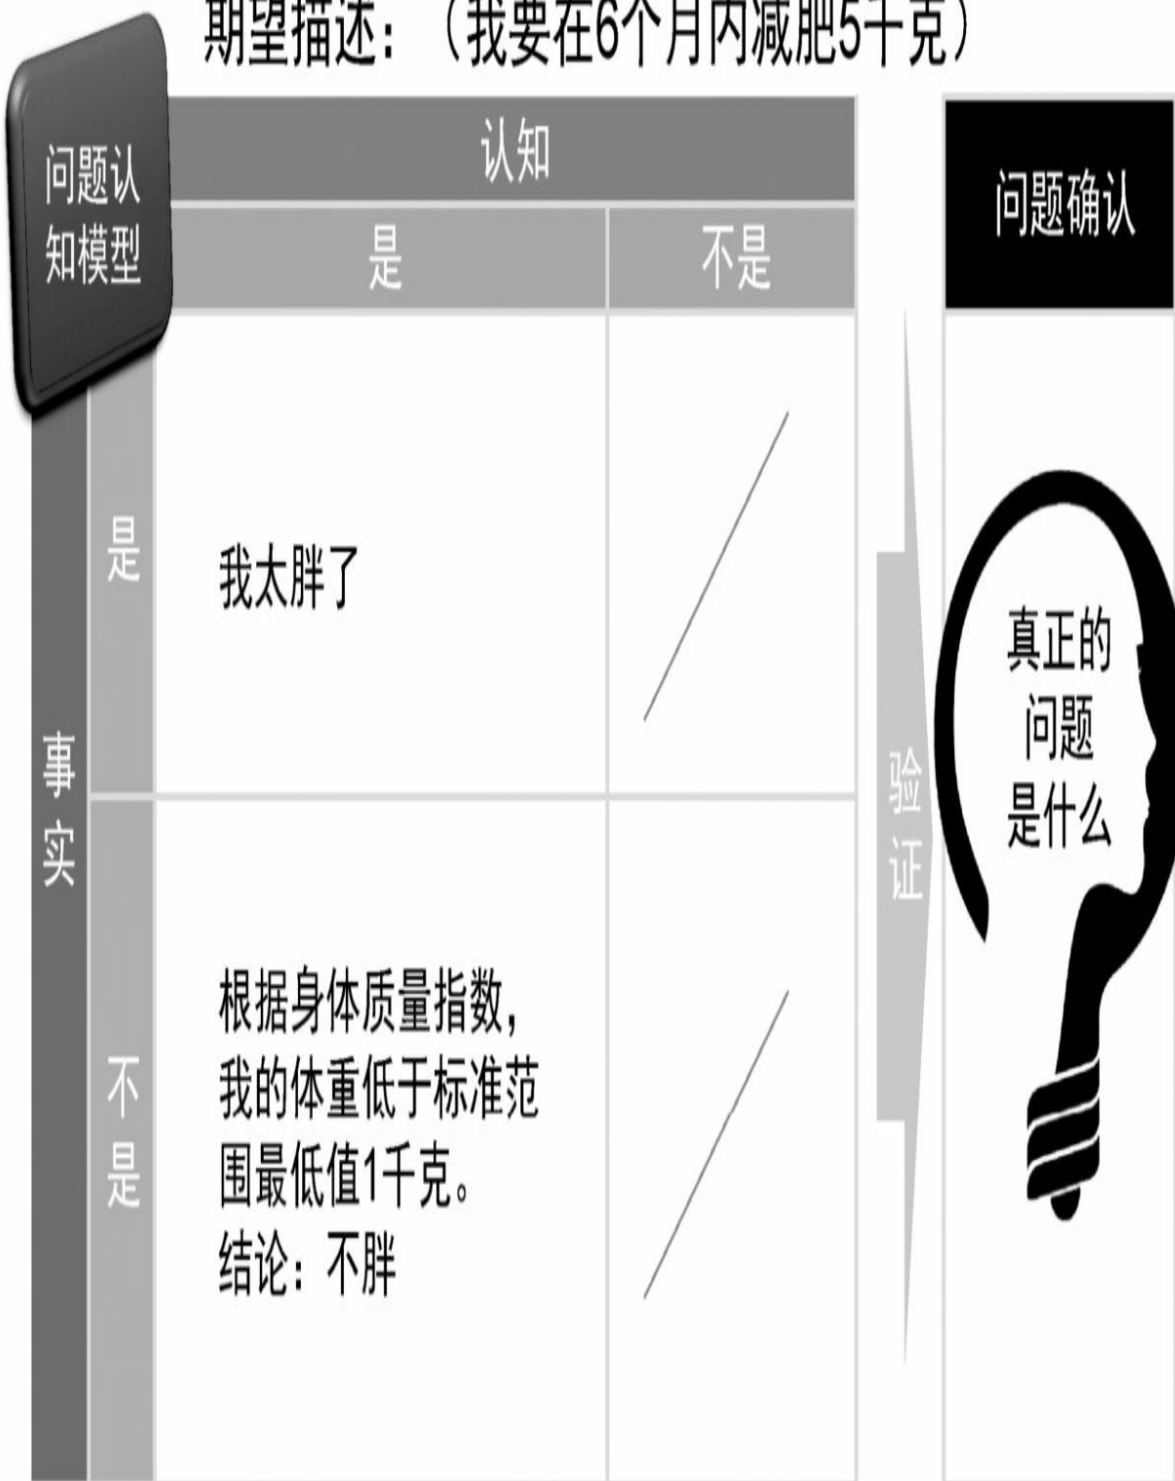 期望描述：（我要在6个月内减肥5千克）
问题认
知模型
认知
是
不是
问题确认
事
实
是
我太胖了
不
是
根据身体质量指数，
我的体重低于标准范
围最低值1千克。
结论：不胖
验
证
真正的
问题
是什么